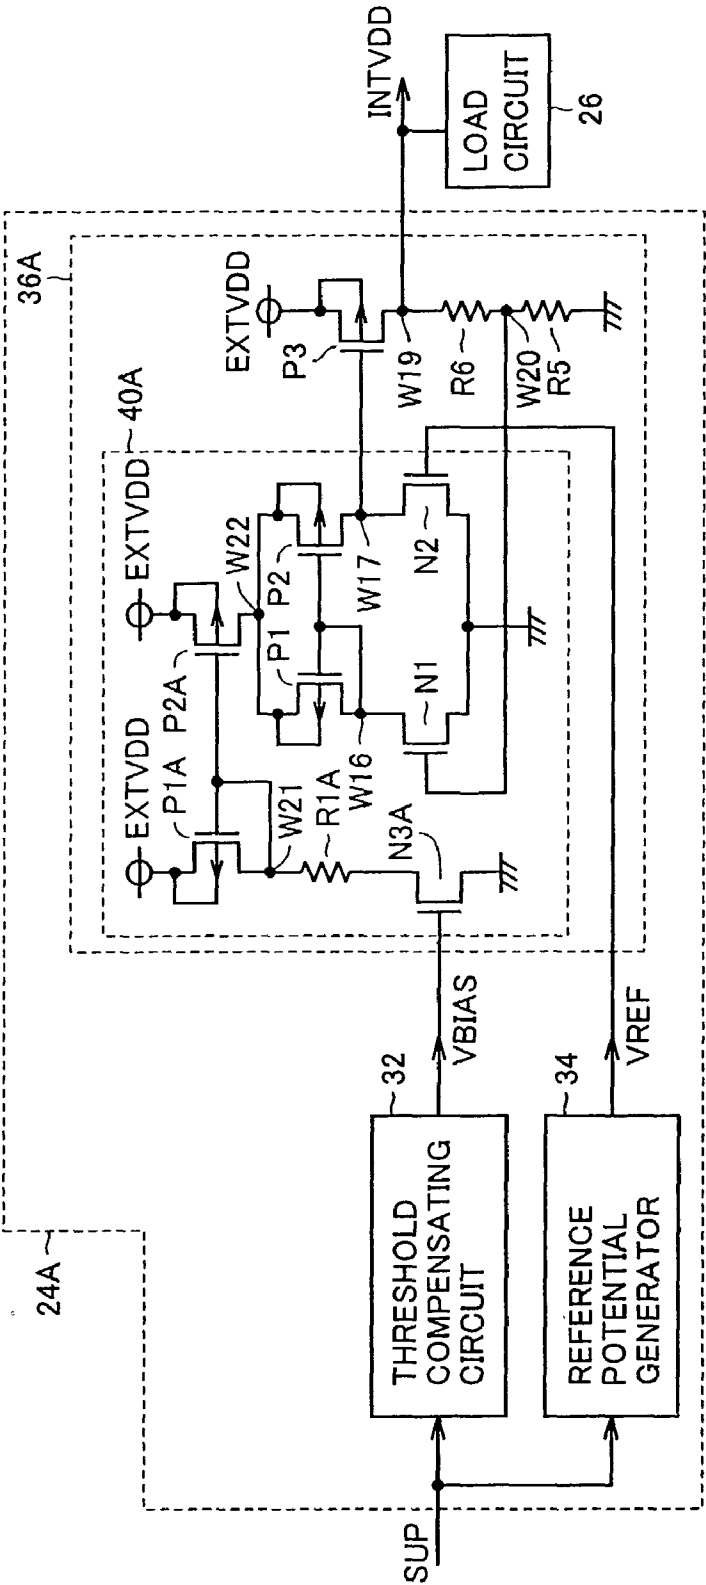 24A
36A
40A
EXTVDD
EXTVDD
EXTVDD
P1A
P2A
W22
W21
R1A
P1
P2
P3
W16
W17
W19
INTVDD
N3A
N1
N2
R6
W20
R5
LOAD
CIRCUIT
26
SUP
THRESHOLD
COMPENSATING
CIRCUIT
32
VBIAS
REFERENCE
POTENTIAL
GENERATOR
34
VREF